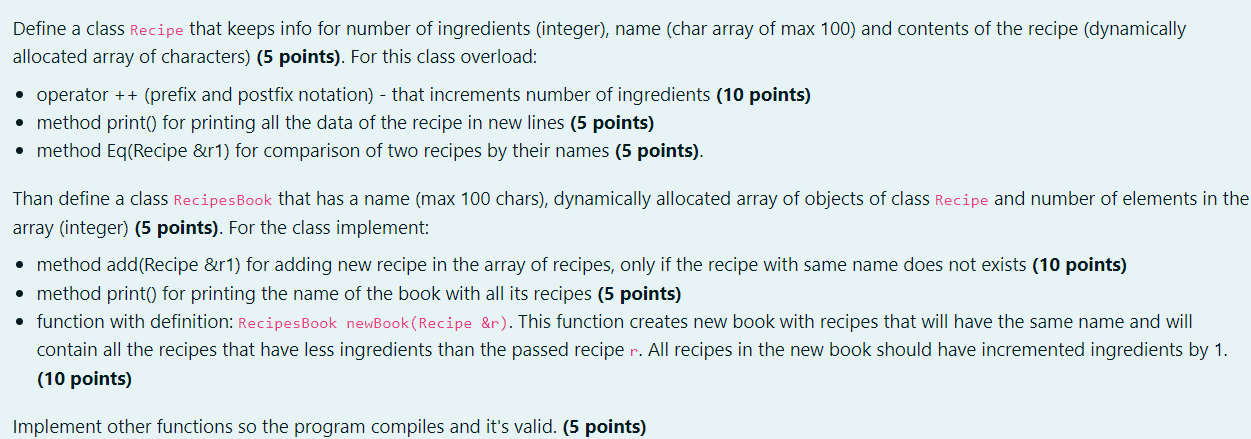 Define a class Recipe that keeps info for number of ingredients (integer), name (char array of max 100) and contents of the recipe (dynamically
allocated array of characters) (5 points). For this class overload:
• operator ++ (prefix and postfix notation) - that increments number of ingredients (10 points)
• method print() for printing all the data of the recipe in new lines (5 points)
• method Eq(Recipe &r1) for comparison of two recipes by their names (5 points).
Than define a class RecipesBook that has a name (max 100 chars), dynamically allocated array of objects of class Recipe and number of elements in the
array (integer) (5 points). For the class implement:
• method add(Recipe &r1) for adding new recipe in the array of recipes, only if the recipe with same name does not exists (10 points)
• method print() for printing the name of the book with all its recipes (5 points)
• function with definition: RecipesBook newBook(Recipe &r). This function creates new book with recipes that will have the same name and will
contain all the recipes that have less ingredients than the passed recipe r. All recipes in the new book should have incremented ingredients by 1.
(10 points)
Implement other functions so the program compiles and it's valid. (5 points)